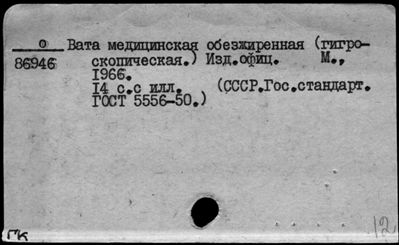 о Вата медицинская обезжиренная (гигро-
86946 скопическая.) Изд.офиц. М.,
1966.
14 с.с илл. (СССР.Гос.стандарт.
ГОСТ 5556-50.)
12
ГК